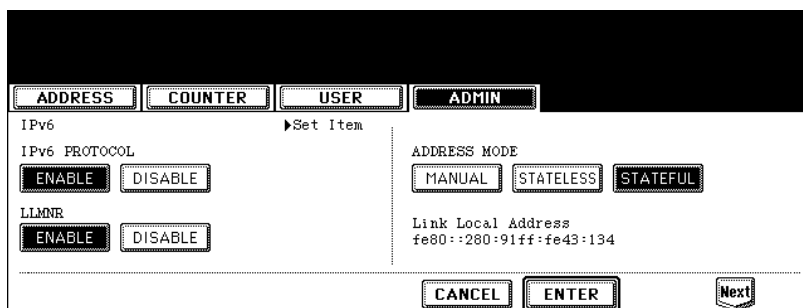 ADDRESS COUNTER USER ADMIN
IPv6 ▶Set Item
IPv6 PROTOCOL
ENABLE DISABLE
LLMNR
ENABLE DISABLE
ADDRESS MODE
MANUAL STATELESS STATEFUL
Link Local Address
fe80::280:91ff:fe43:134
CANCEL ENTER Next